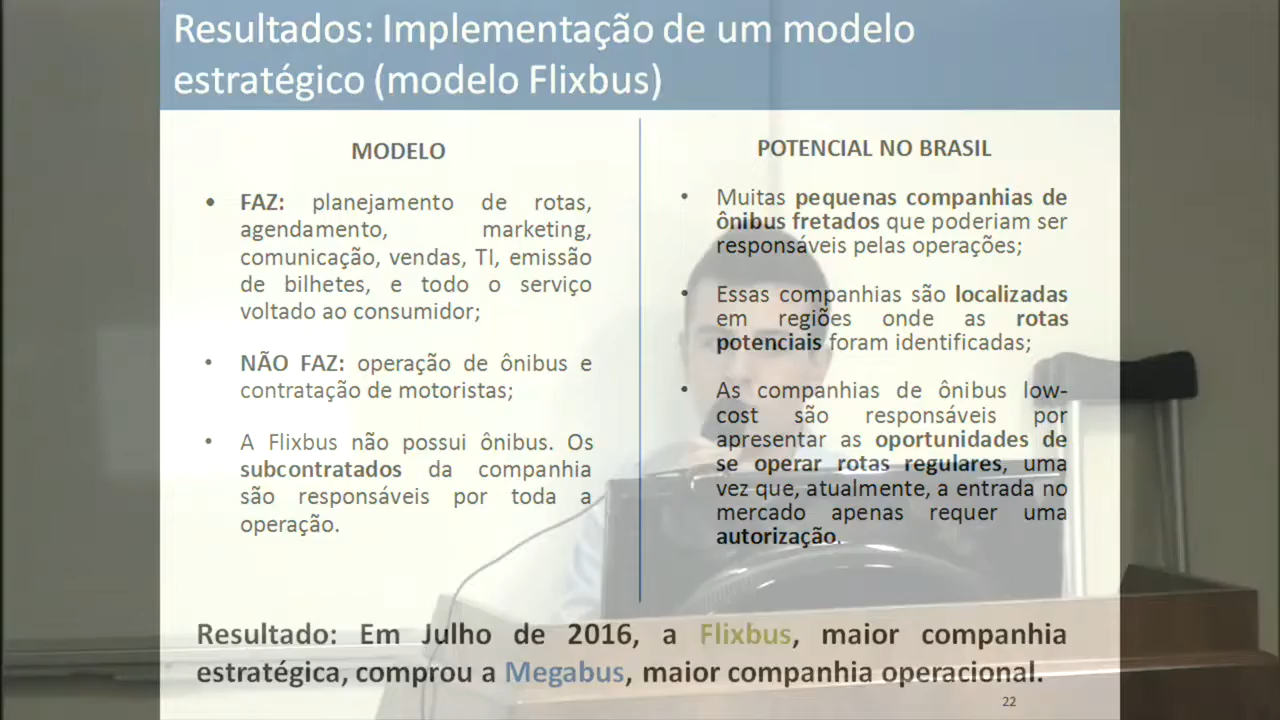 Resultados: Implementação de um modelo
estratégico (modelo Flixbus)
MODELO
• FAZ: planejamento de rotas,
agendamento, marketing,
comunicação, vendas, TI, emissão
de bilhetes, e todo o serviço
voltado ao consumidor;
• NÃO FAZ: operação de ônibus e
contratação de motoristas;
• A Flixbus não possui ônibus. Os
subcontratados da companhia
são responsáveis por toda a
operação.
POTENCIAL NO BRASIL
• Muitas pequenas companhias de
ônibus fretados que poderiam ser
responsáveis pelas operações;
• Essas companhias são localizadas
em regiões onde as rotas
potenciais foram identificadas;
• As companhias de ônibus low-
cost são responsáveis por
apresentar as oportunidades de
se operar rotas regulares, uma
vez que, atualmente, a entrada no
mercado apenas requer uma
autorização.
Resultado: Em Julho de 2016, a Flixbus, maior companhia
estratégica, comprou a Megabus, maior companhia operacional.
22